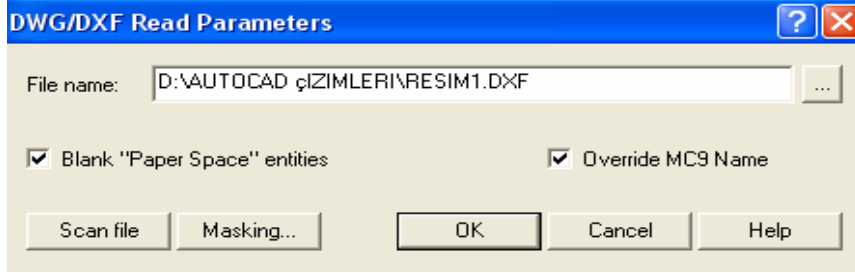 DWG/DXF Read Parameters
File name: D:\AUTOCAD çIZIMLERI\RESIM1.DXF ...
Blank "Paper Space" entities Override MC9 Name
Scan file Masking... OK Cancel Help